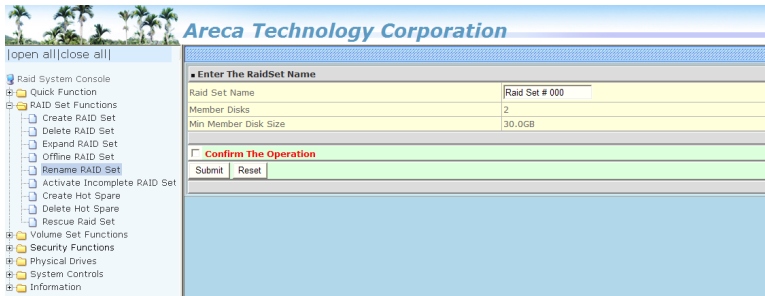 Areca Technology Corporation
|open all|close all|
Raid System Console
Quick Function
RAID Set Functions
Create RAID Set
Delete RAID Set
Expand RAID Set
Offline RAID Set
Rename RAID Set
Activate Incomplete RAID Set
Create Hot Spare
Delete Hot Spare
Rescue Raid Set
Volume Set Functions
Security Functions
Physical Drives
System Controls
Information
Enter The RaidSet Name
Raid Set Name Raid Set # 000
Member Disks 2
Min Member Disk Size 30.0GB
Confirm The Operation
Submit Reset